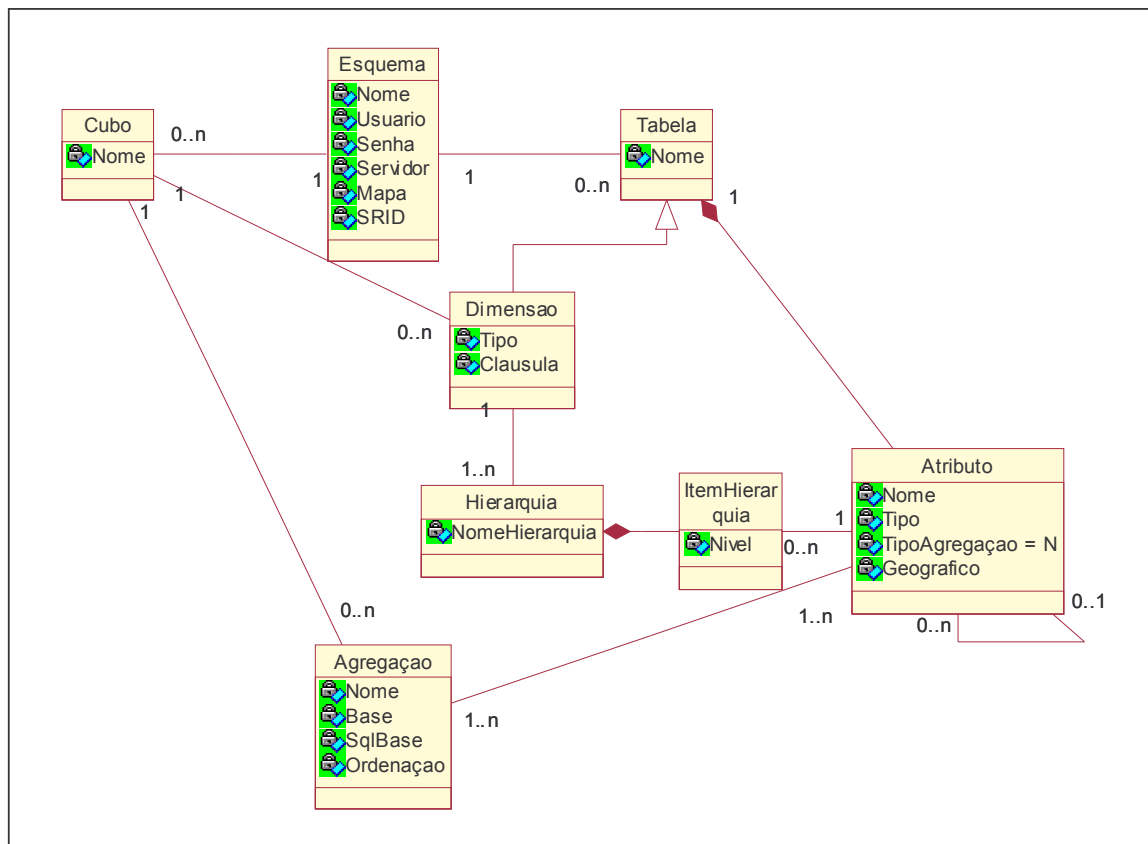 Esquema
Nome
Usuario
Senha
Servidor
Mapa
SRID
Cubo
Nome
Tabela
Nome
0..n
1
1
0..n
1
1
1
Dimensao
Tipo
Clausula
0..n
1
1..n
Hierarquia
NomeHierarquia
ItemHierar
quia
Nivel
1
0..n
Atributo
Nome
Tipo
TipoAgregaçao = N
Geografico
0..1
0..n
1..n
0..n
Agregaçao
Nome
Base
SqlBase
Ordenaçao
1..n